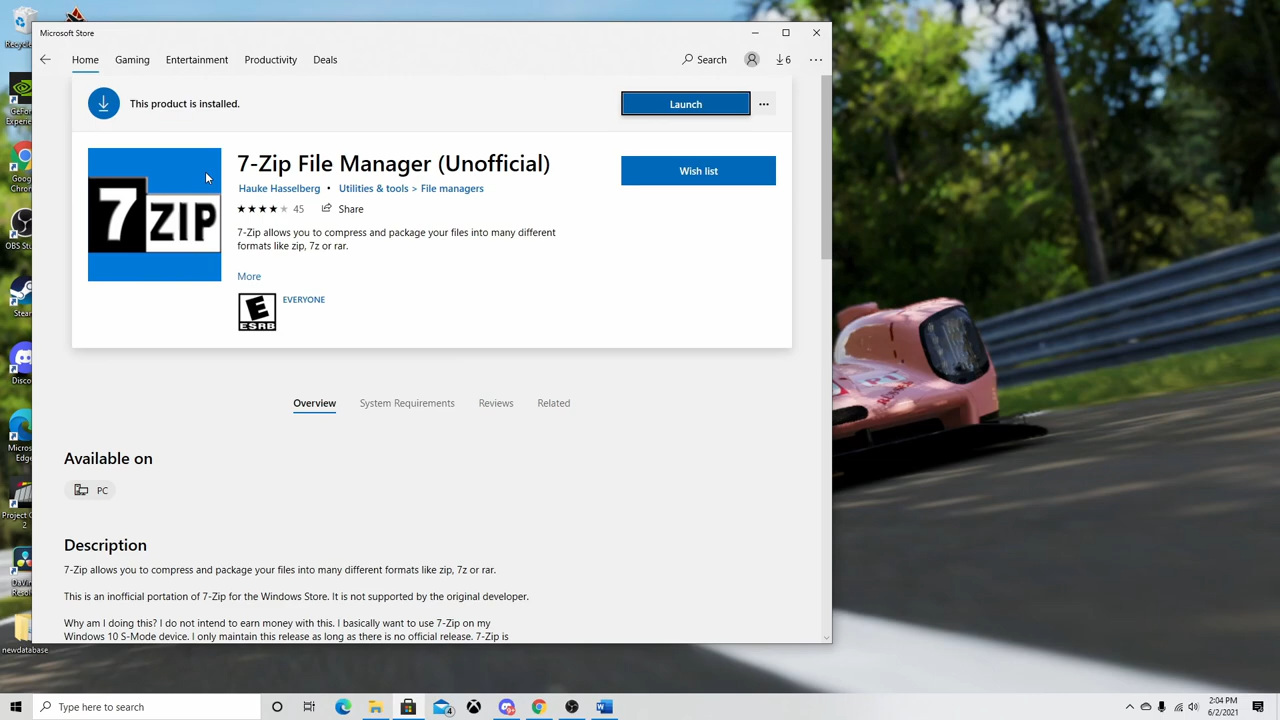 Microsoft Store
Home Gaming Entertainment Productivity Deals Search 6
This product is installed. Launch
7 ZIP
7-Zip File Manager (Unofficial)
Wish list
Hauke Hasselberg • Utilities & tools > File managers
45 Share
7-Zip allows you to compress and package your files into many different
formats like zip, 7z or rar.
More
E
ESRB
EVERYONE
Overview System Requirements Reviews Related
Available on
PC
Description
7-Zip allows you to compress and package your files into many different formats like zip, 7z or rar.
This is an inofficial portation of 7-Zip for the Windows Store. It is not supported by the original developer.
Why am I doing this? I do not intend to earn money with this. I basically want to use 7-Zip on my
Windows 10 S-Mode device. I only maintain this release as long as there is no official release. 7-Zip is
newdatabase
Type here to search
4
2:04 PM
6/2/2021